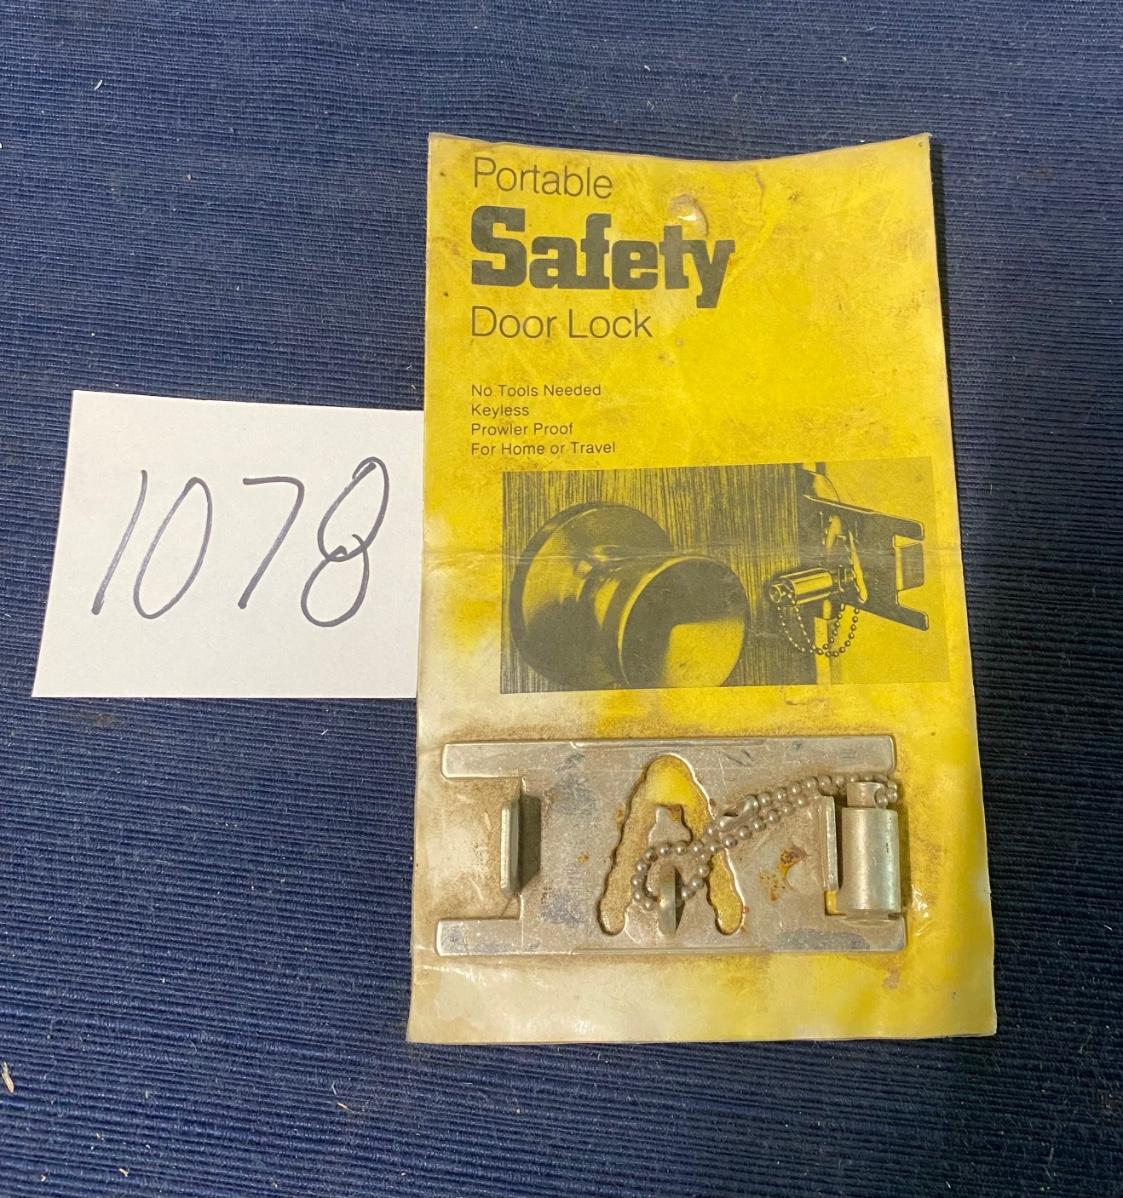 Portable
Safety
Door Lock
No Tools Needed
Keyless
Prowler Proof
For Home or Travel
1078